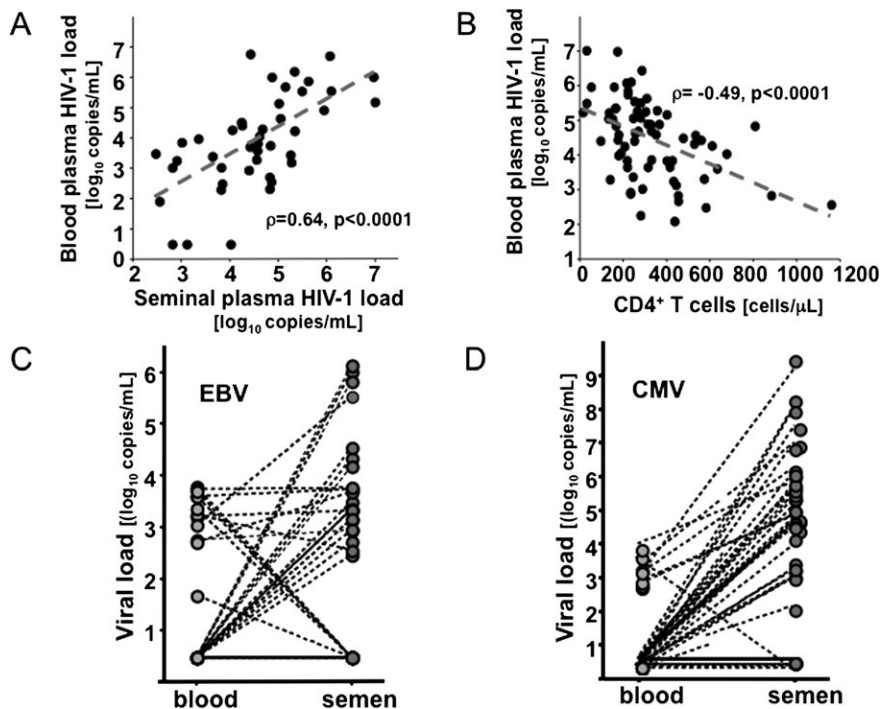 A
Blood plasma HIV-1 load
[log10 copies/mL]
7
6
5
4
3
2
1
0
ρ=0.64, p<0.0001
2 3 4 5 6 7
Seminal plasma HIV-1 load
[log10 copies/mL]
B
Blood plasma HIV-1 load
[log10 copies/mL]
7
6
5
4
3
2
1
ρ= -0.49, p<0.0001
0 200 400 600 800 1000 1200
CD4+ T cells [cells/μL]
C
Viral load [(log10 copies/mL]
6
5
4
3
2
1
EBV
blood semen
D
Viral load [(log10 copies/mL]
9
8
7
6
5
4
3
2
1
CMV
blood semen